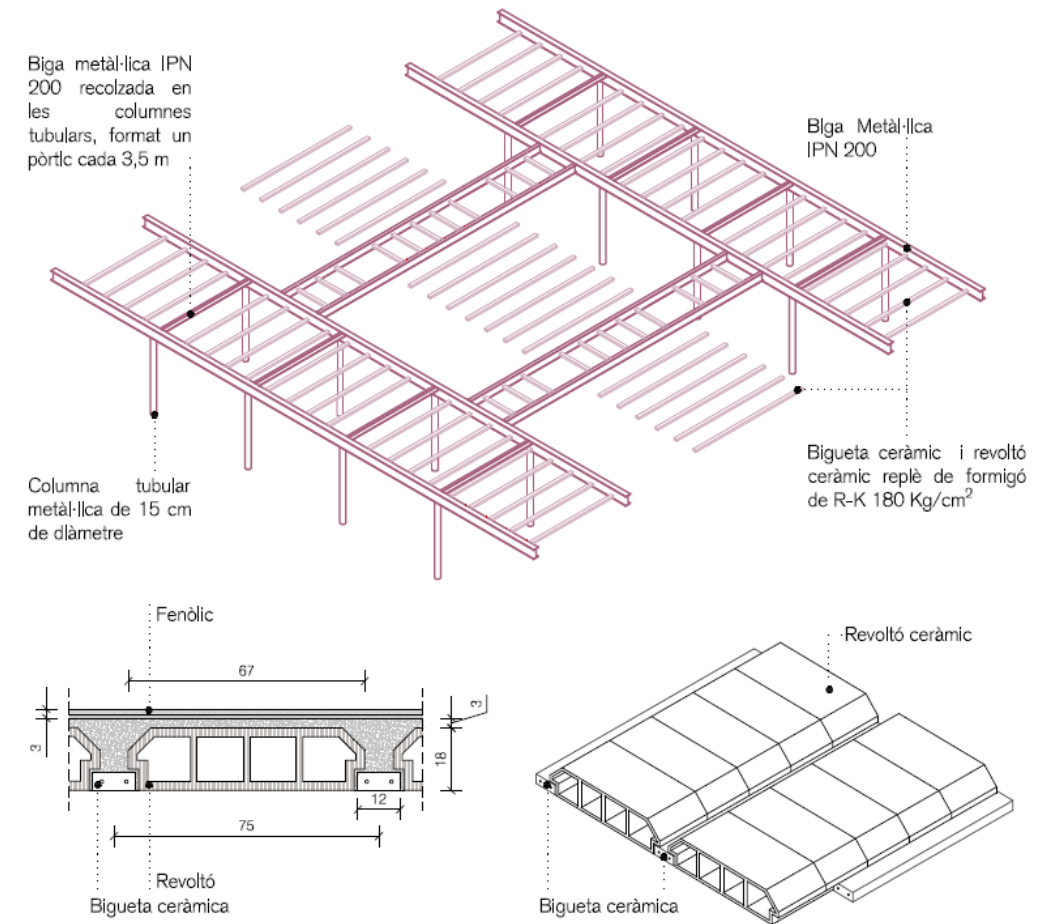 Biga metàl·lica IPN
200 recolzada en
les columnes
tubulars, format un
pòrtic cada 3,5 m
Biga Metàl·lica
IPN 200
Columna tubular
metàl·lica de 15 cm
de diàmetre
Bigueta ceràmic i revoltó
ceràmic replè de formigó
de R-K 180 Kg/cm²
Fenòlic
67
3
3
18
12
75
Revoltó
Bigueta ceràmica
Revoltó ceràmic
Bigueta ceràmica